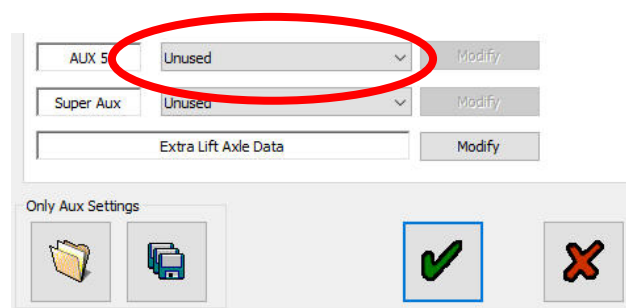 AUX 5 Unused Modify
Super Aux Unused Modify
Extra Lift Axle Data Modify
Only Aux Settings